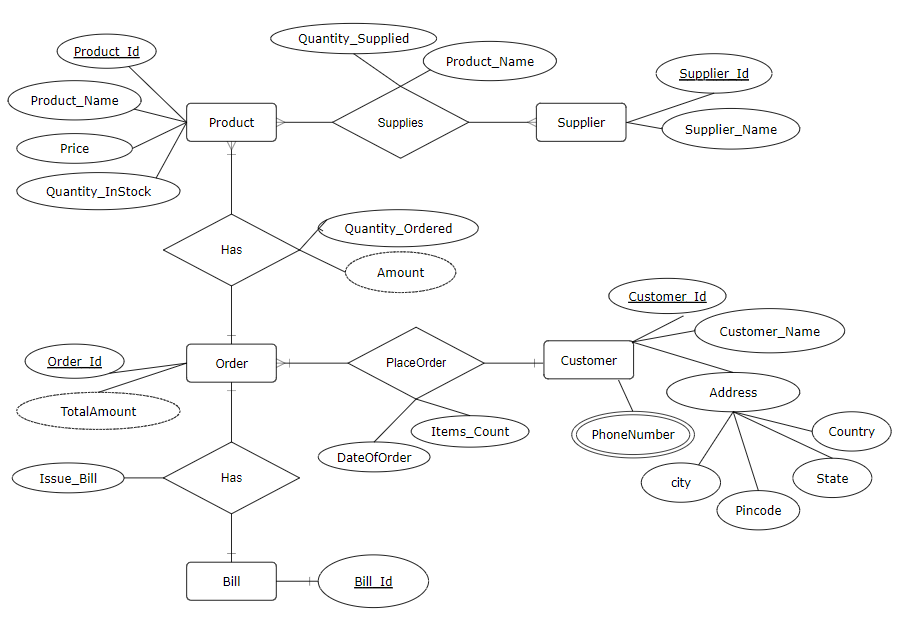 Quantity_Supplied
Product_Id
Product_Name
Supplier_Id
Product_Name
Product
Supplies
Supplier
Supplier_Name
Price
Quantity_InStock
Has
Quantity_Ordered
Amount
Customer_Id
Customer_Name
Order_Id
Order
PlaceOrder
Customer
Address
TotalAmount
Items_Count
PhoneNumber
Country
DateOfOrder
Issue_Bill
Has
city
State
Pincode
Bill
Bill_Id